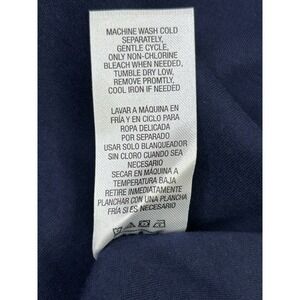 MACHINE WASH COLD
SEPARATELY,
GENTLE CYCLE,
ONLY NON-CHLORINE
BLEACH WHEN NEEDED,
TUMBLE DRY LOW,
REMOVE PROMTLY,
COOL IRON IF NEEDED
LAVAR A MÁQUINA EN
FRÍA Y EN CICLO PARA
ROPA DELICADA
POR SEPARADO
USAR SOLO BLANQUEADOR
SIN CLORO CUANDO SEA
NECESARIO
SECAR EN MÁQUINA A
TEMPERATURA BAJA
RETIRE INMEDIATAMENTE
PLANCHAR CON UNA PLANCHA
FRÍA SI ES NECESARIO